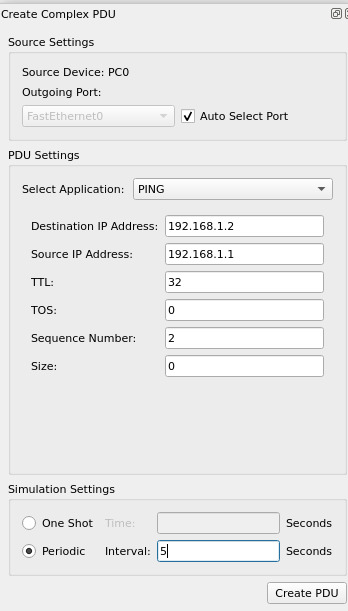 Create Complex PDU
Source Settings
Source Device: PC0
Outgoing Port:
FastEthernet0 Auto Select Port
PDU Settings
Select Application: PING
Destination IP Address: 192.168.1.2
Source IP Address: 192.168.1.1
TTL: 32
TOS: 0
Sequence Number: 2
Size: 0
Simulation Settings
One Shot Time: Seconds
Periodic Interval: 5 Seconds
Create PDU